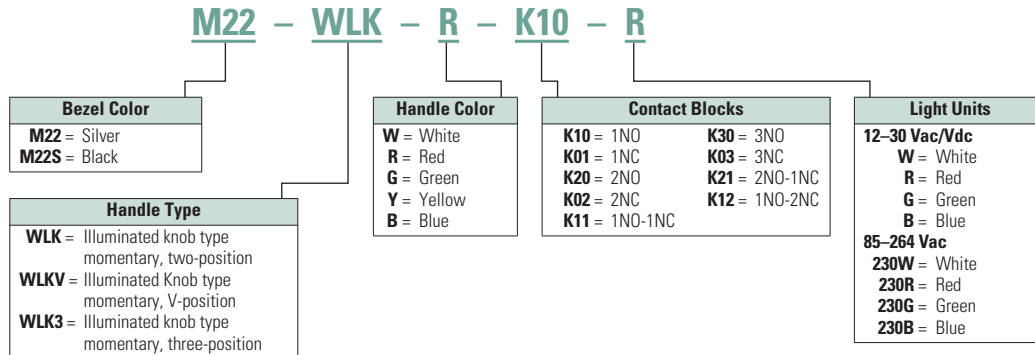 M22 – WLK – R – K10 – R
Bezel Color
M22 = Silver
M22S = Black
Handle Type
WLK = Illuminated knob type
momentary, two-position
WLKV = Illuminated Knob type
momentary, V-position
WLK3 = Illuminated knob type
momentary, three-position
Handle Color
W = White
R = Red
G = Green
Y = Yellow
B = Blue
Contact Blocks
K10 = 1NO
K01 = 1NC
K20 = 2NO
K02 = 2NC
K11 = 1NO-1NC
K30 = 3NO
K03 = 3NC
K21 = 2NO-1NC
K12 = 1NO-2NC
Light Units
12–30 Vac/Vdc
W = White
R = Red
G = Green
B = Blue
85–264 Vac
230W = White
230R = Red
230G = Green
230B = Blue